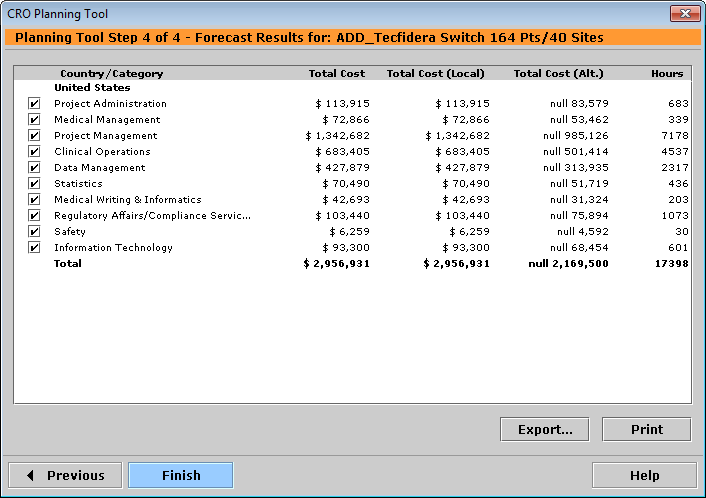 CRO Planning Tool
Planning Tool Step 4 of 4 - Forecast Results for: ADD_Tecfidera Switch 164 Pts/40 Sites
Country/Category Total Cost Total Cost (Local) Total Cost (Alt.) Hours
United States
Project Administration $ 113,915 $ 113,915 null 83,579 683
Medical Management $ 72,866 $ 72,866 null 53,462 339
Project Management $ 1,342,682 $ 1,342,682 null 985,126 7178
Clinical Operations $ 683,405 $ 683,405 null 501,414 4537
Data Management $ 427,879 $ 427,879 null 313,935 2317
Statistics $ 70,490 $ 70,490 null 51,719 436
Medical Writing & Informatics $ 42,693 $ 42,693 null 31,324 203
Regulatory Affairs/Compliance Servic... $ 103,440 $ 103,440 null 75,894 1073
Safety $ 6,259 $ 6,259 null 4,592 30
Information Technology $ 93,300 $ 93,300 null 68,454 601
Total $ 2,956,931 $ 2,956,931 null 2,169,500 17398
Export... Print
Previous Finish Help